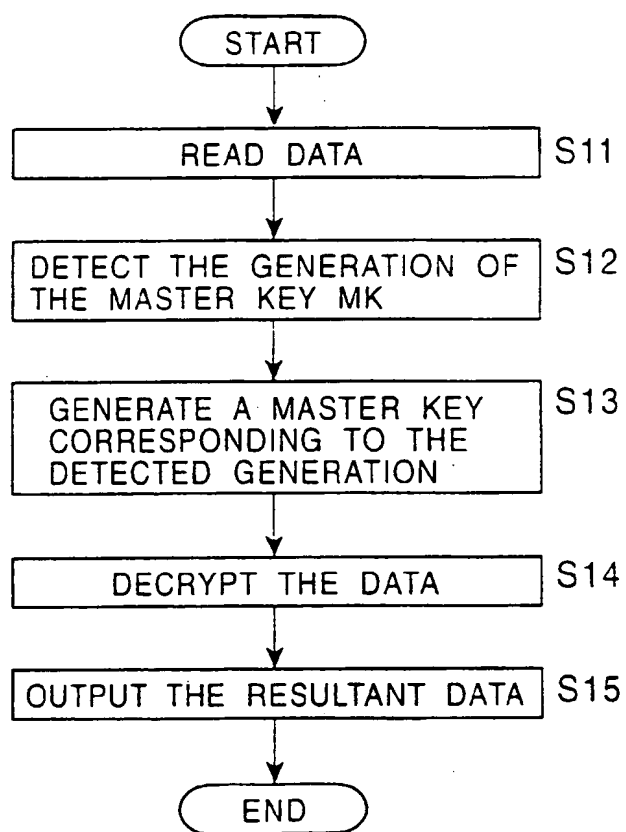 START
READ DATA S11
DETECT THE GENERATION OF S12
THE MASTER KEY MK
GENERATE A MASTER KEY S13
CORRESPONDING TO THE
DETECTED GENERATION
DECRYPT THE DATA S14
OUTPUT THE RESULTANT DATA S15
END